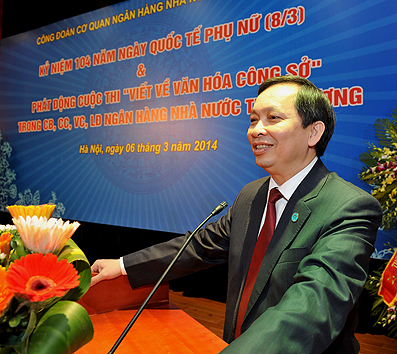 CÔNG ĐOÀN CƠ QUAN NGÂN HÀNG NHÀ
KỶ NIỆM 104 NĂM NGÀY QUỐC TẾ PHỤ NỮ (8/3)
&
PHÁT ĐỘNG CUỘC THI "VIẾT VỀ VĂN HÓA CÔNG SỞ"
TRONG CB, CC, VC, LĐ NGÂN HÀNG NHÀ NƯỚC ƯƠNG
Hà Nội, ngày 06 tháng 3 năm 2014